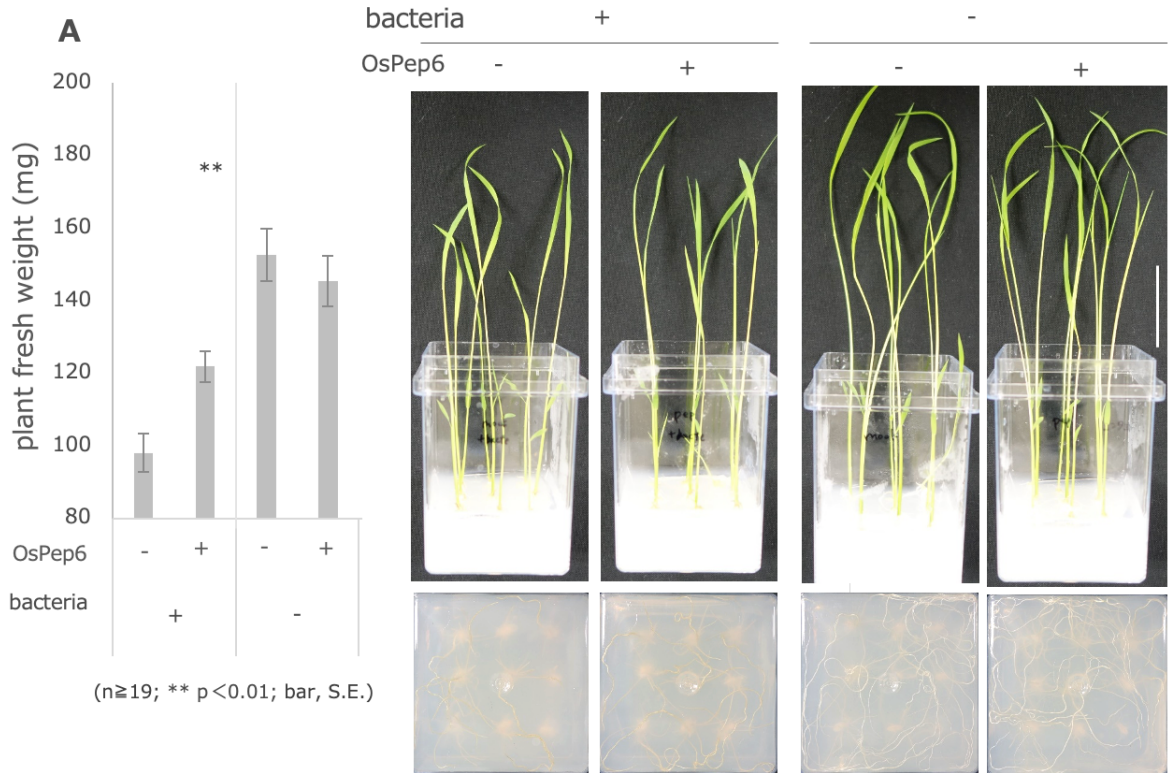 A
bacteria + -
OsPep6 - + - +
200
180
160
140
120
100
80
plant fresh weight (mg)
**
OsPep6 - + - +
bacteria + -
(n≧19; ** p<0.01; bar, S.E.)